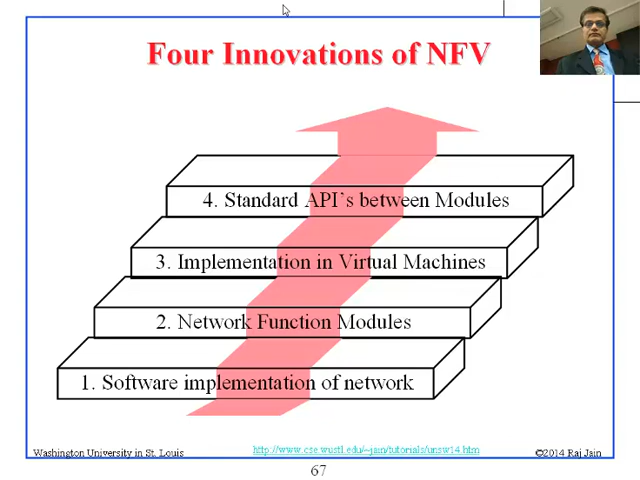 Four Innovations of NFV
4. Standard API's between Modules
3. Implementation in Virtual Machines
2. Network Function Modules
1. Software implementation of network
Washington University in St. Louis
http://www.cse.wustl.edu/~jain/tutorials/unsw14.htm
©2014 Raj Jain
67